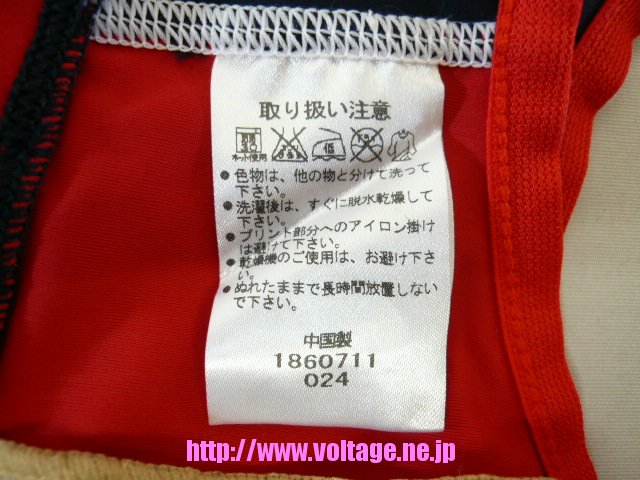 取り扱い注意
ネット使用
低
・色物は、他の物と分けて洗って
下さい。
・洗濯後は、すぐに脱水乾燥して
下さい。
・プリント部分へのアイロン掛け
は避けて下さい。
・乾燥機のご使用は、お避け下さ
い。
・ぬれたままで長時間放置しない
で下さい。
中国製
1860711
024
http://www.voltage.ne.jp